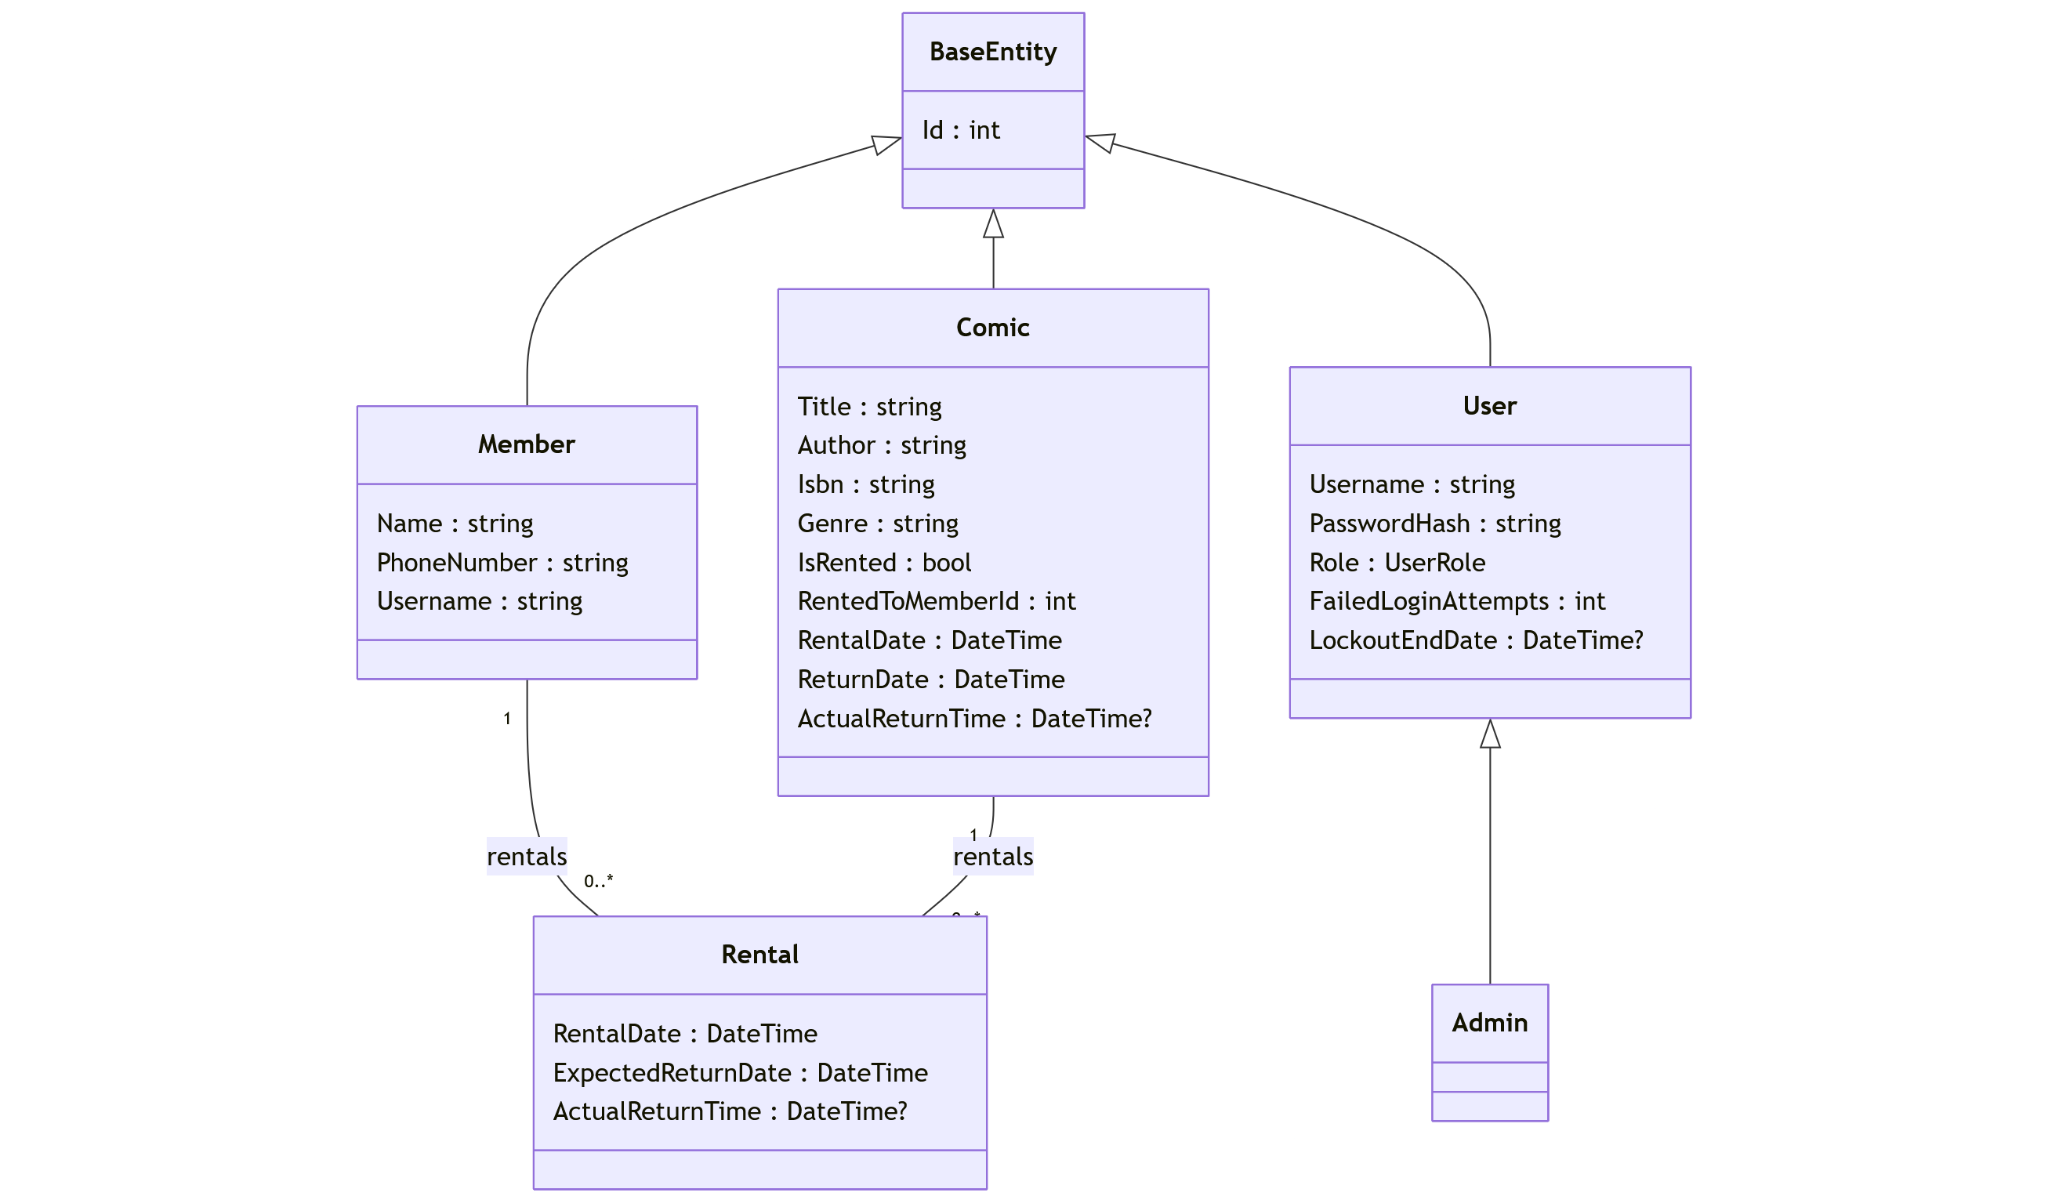 BaseEntity
Id : int
Comic
Title : string
Author : string
Isbn : string
Genre : string
IsRented : bool
RentedToMemberId : int
RentalDate : DateTime
ReturnDate : DateTime
ActualReturnTime : DateTime?
Member
Name : string
PhoneNumber : string
Username : string
User
Username : string
PasswordHash : string
Role : UserRole
FailedLoginAttempts : int
LockoutEndDate : DateTime?
1
rentals
0..*
1
rentals
Rental
RentalDate : DateTime
ExpectedReturnDate : DateTime
ActualReturnTime : DateTime?
Admin